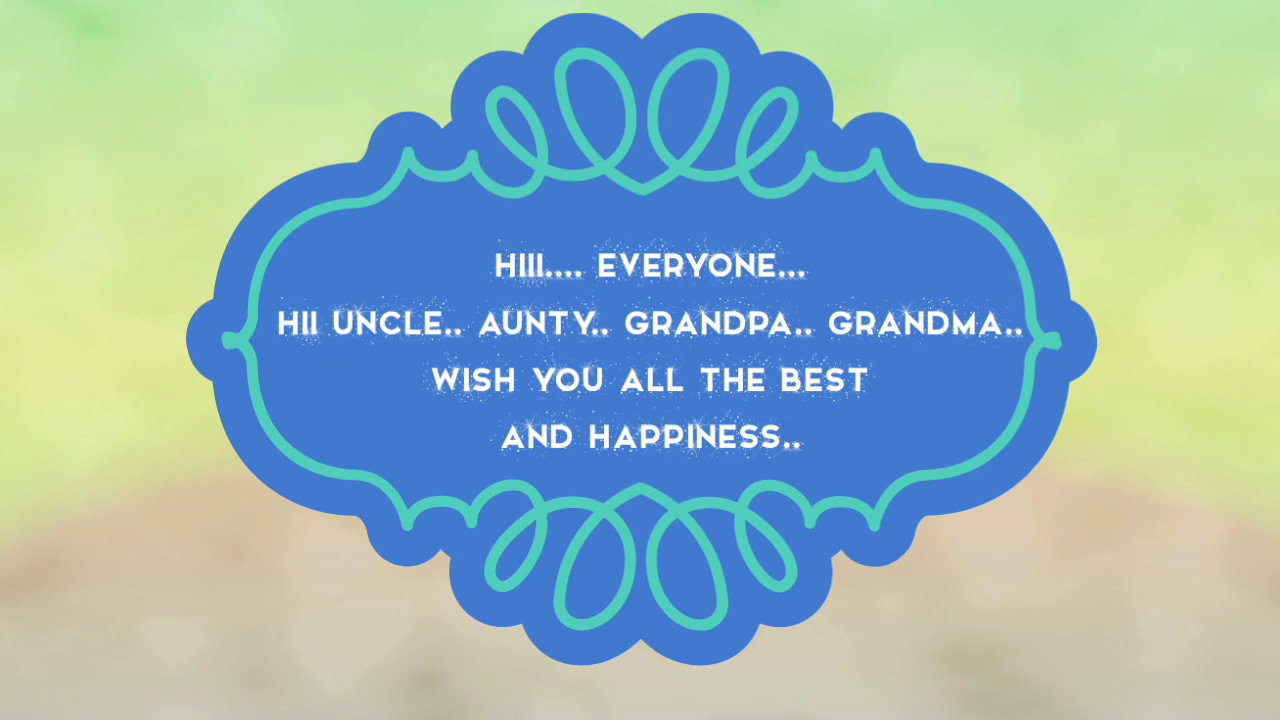 HIII.... EVERYONE...
HII UNCLE.. AUNTY.. GRANDPA.. GRANDMA..
WISH YOU ALL THE BEST
AND HAPPINESS..